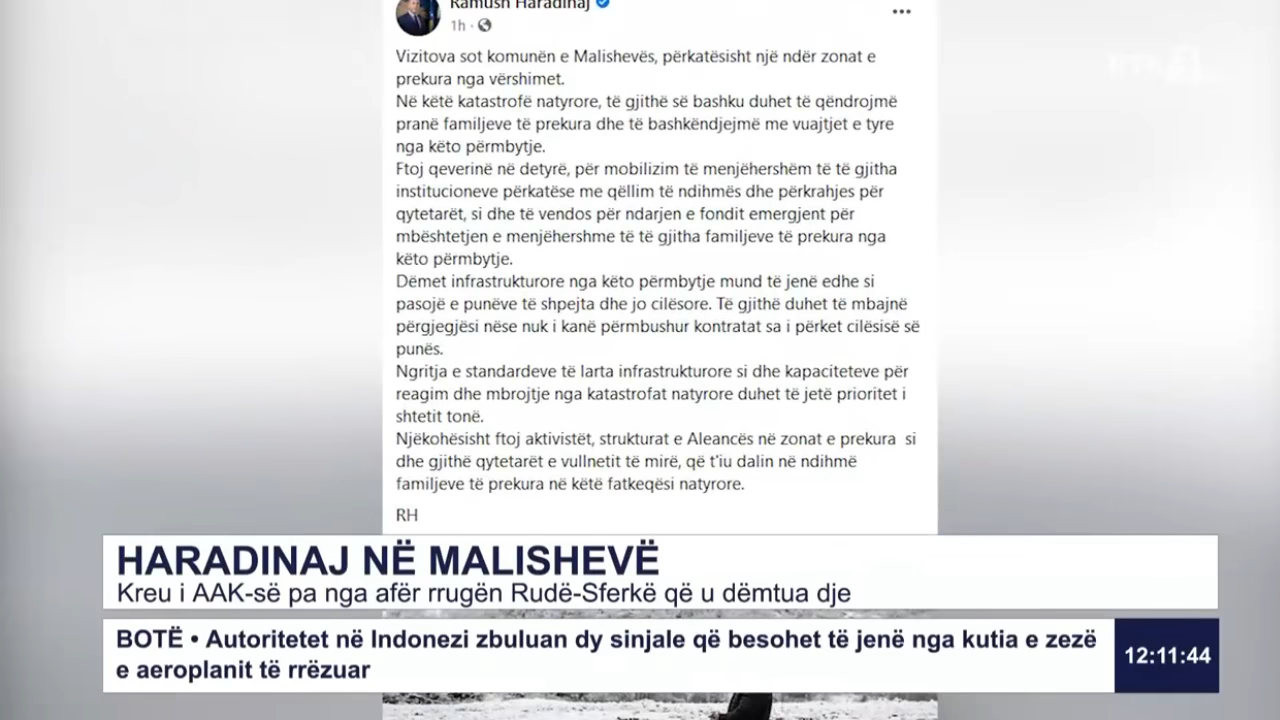 Ramush Haradinaj
1h
Vizitova sot komunën e Malishevës, përkatësisht një ndër zonat e
prekura nga vërshimet.
Në këtë katastrofë natyrore, të gjithë së bashku duhet të qëndrojmë
pranë familjeve të prekura dhe të bashkëndjejmë me vuajtjet e tyre
nga këto përmbytje.
Ftoj qeverinë në detyrë, për mobilizim të menjëhershëm të të gjitha
institucioneve përkatëse me qëllim të ndihmës dhe përkrahjes për
qytetarët, si dhe të vendos për ndarjen e fondit emergjent për
mbështetjen e menjëhershme të të gjitha familjeve të prekura nga
këto përmbytje.
Dëmet infrastrukturore nga këto përmbytje mund të jenë edhe si
pasojë e punëve të shpejta dhe jo cilësore. Të gjithë duhet të mbajnë
përgjegjësi nëse nuk i kanë përmbushur kontratat sa i përket cilësisë së
punës.
Ngritja e standardeve të larta infrastrukturore si dhe kapaciteteve për
reagim dhe mbrojtje nga katastrofat natyrore duhet të jetë prioritet i
shtetit tonë.
Njëkohësisht ftoj aktivistët, strukturat e Aleancës në zonat e prekura si
dhe gjithë qytetarët e vullnetit të mirë, që t'iu dalin në ndihmë
familjeve të prekura në këtë fatkeqësi natyrore.
RH
HARADINAJ NË MALISHEVË
Kreu i AAK-së pa nga afër rrugën Rudë-Sferkë që u dëmtua dje
BOTË • Autoritetet në Indonezi zbuluan dy sinjale që besohet të jenë nga kutia e zezë
e aeroplanit të rrëzuar
12:11:44